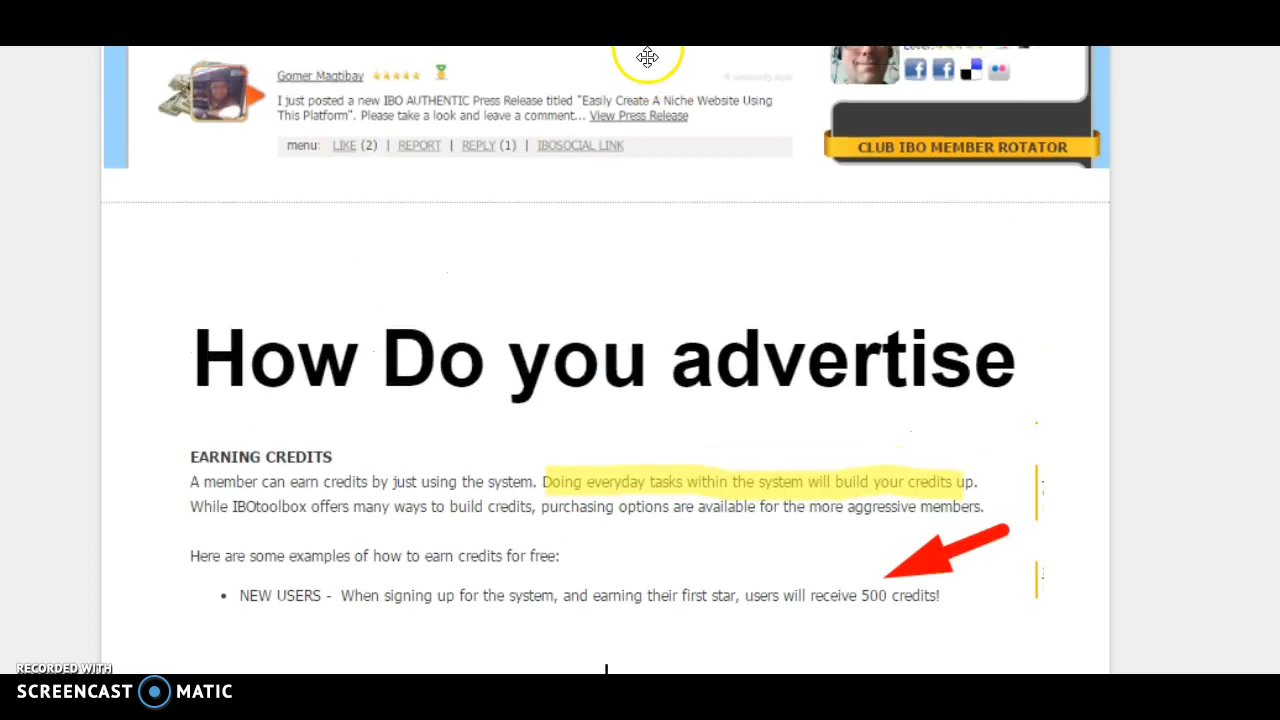 Gomer Magtibay
I just posted a new IBO AUTHENTIC Press Release titled "Easily Create A Niche Website Using
This Platform". Please take a look and leave a comment... View Press Release
menu: LIKE (2) | REPORT | REPLY (1) | IBOSOCIAL LINK
CLUB IBO MEMBER ROTATOR
How Do you advertise
EARNING CREDITS
A member can earn credits by just using the system. Doing everyday tasks within the system will build your credits up.
While IBOtoolbox offers many ways to build credits, purchasing options are available for the more aggressive members.
Here are some examples of how to earn credits for free:
• NEW USERS - When signing up for the system, and earning their first star, users will receive 500 credits!
RECORDED WITH
SCREENCAST MATIC